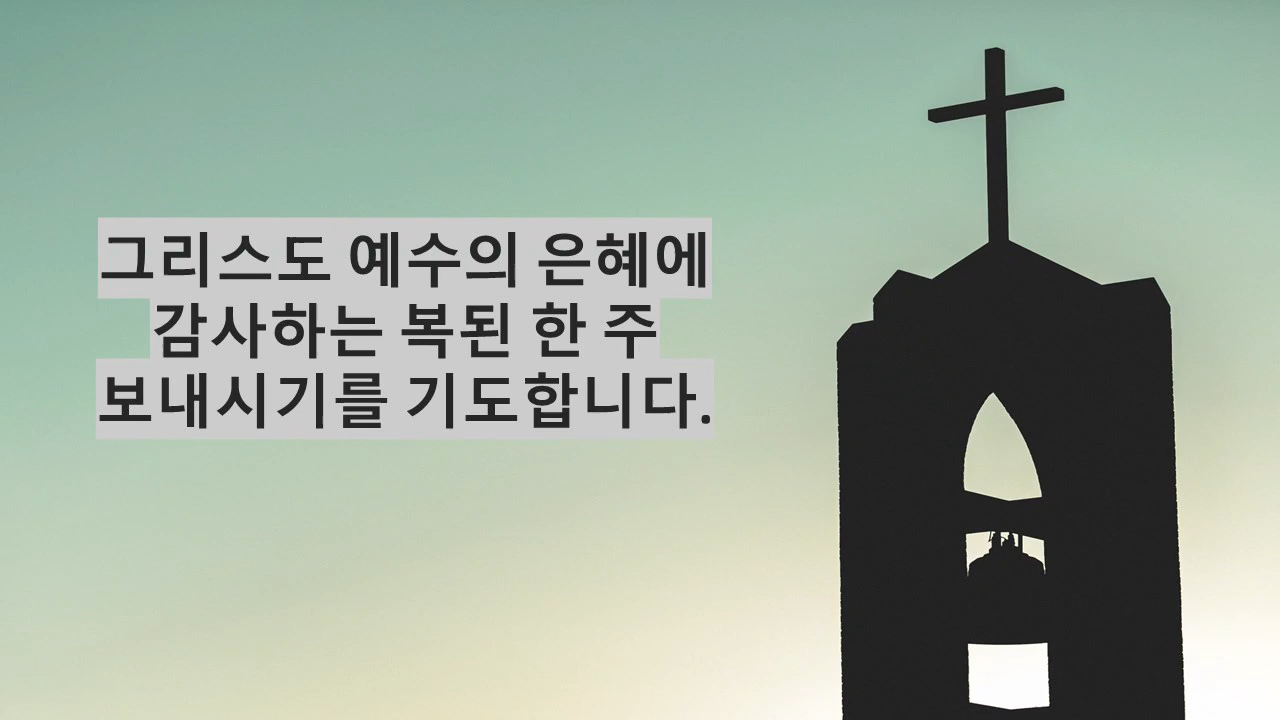 그리스도 예수의 은혜에
감사하는 복된 한 주
보내시기를 기도합니다.